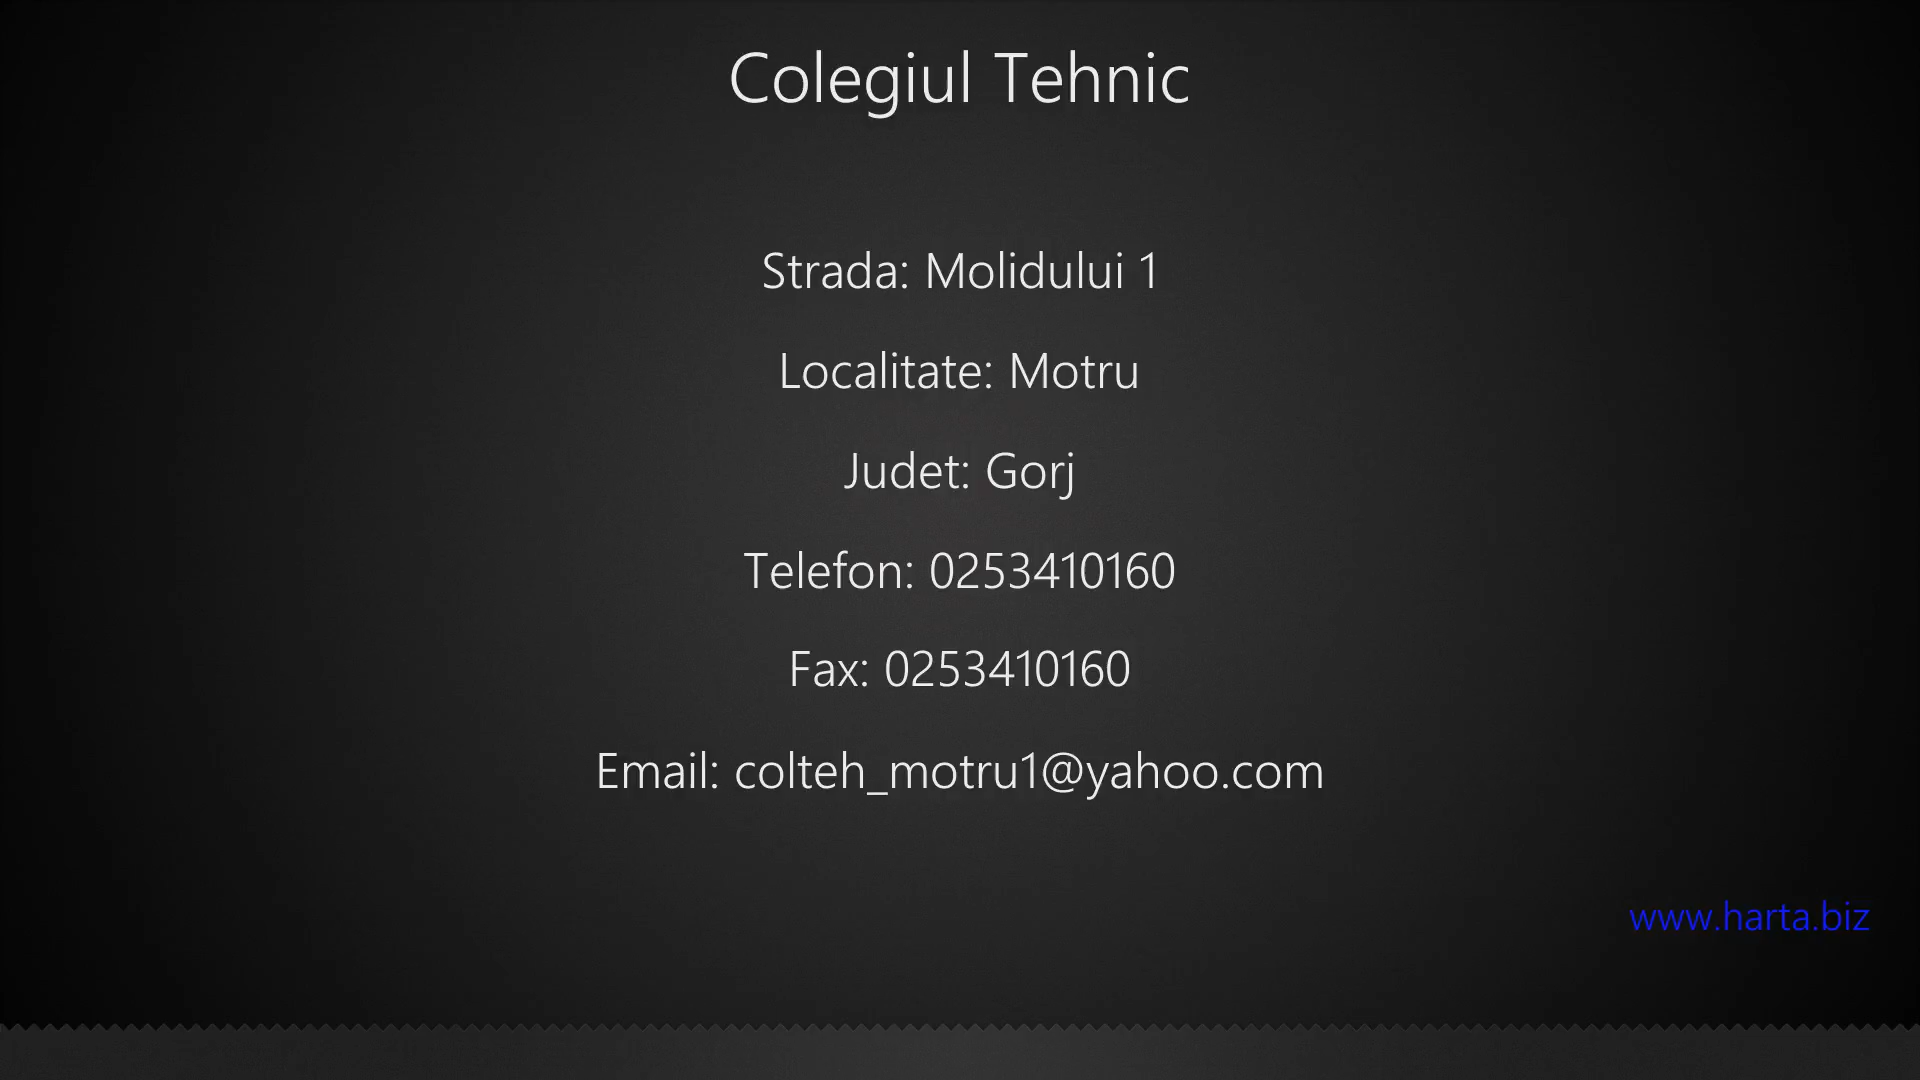 Colegiul Tehnic
Strada: Molidului 1
Localitate: Motru
Judet: Gorj
Telefon: 0253410160
Fax: 0253410160
Email: colteh_motru1@yahoo.com
www.harta.biz